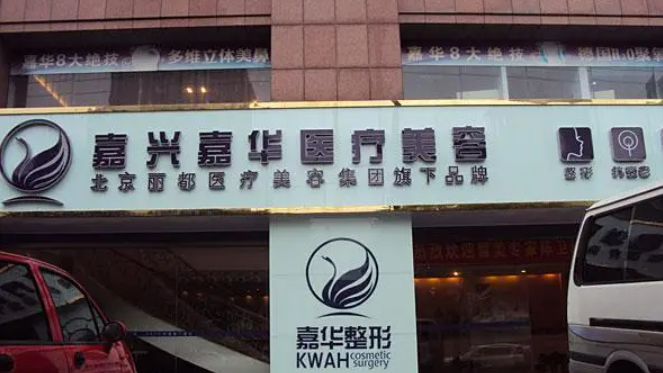 嘉华8大绝技
多维立体美鼻
嘉华8大绝技
嘉兴嘉华医疗美容
北京丽都医疗美容集团旗下品牌
嘉华整形
KWAH cosmetic
surgery